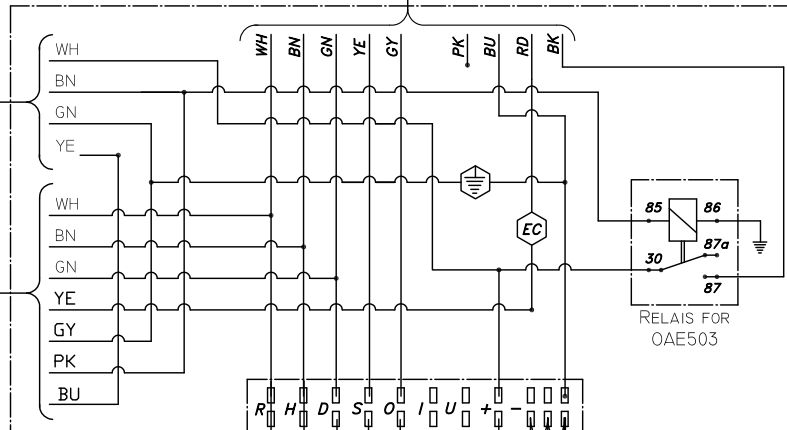 WH BN GN YE GY PK BU RD BK
WH
BN
GN
YE
WH
BN
GN
YE
GY
PK
BU
EC
85 86
87a
30
87
RELAIS FOR
OAE503
R H D S O I U + −